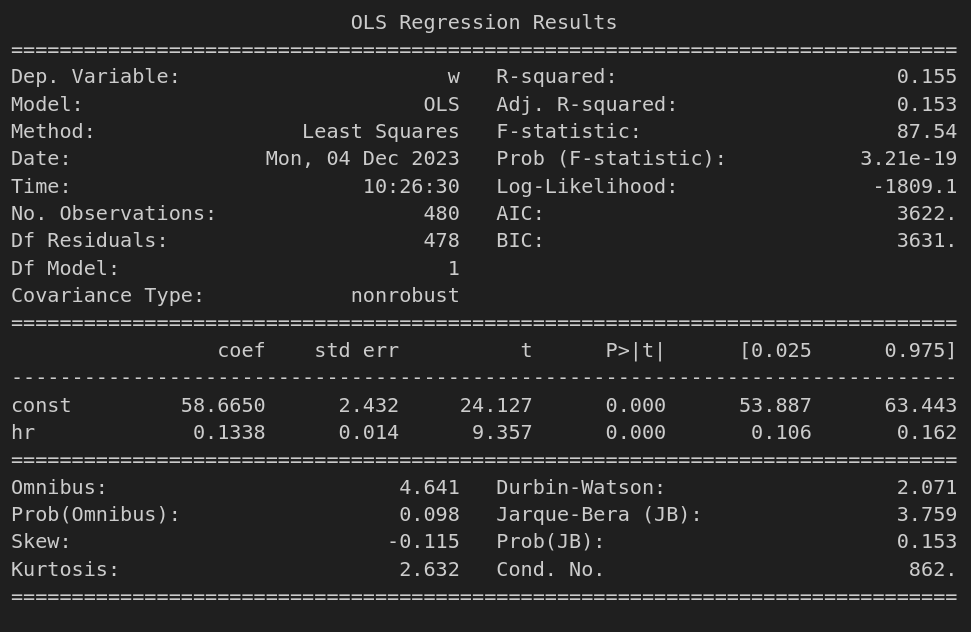 OLS Regression Results
==============================================================================
Dep. Variable:                      w   R-squared:                       0.155
Model:                            OLS   Adj. R-squared:                  0.153
Method:                 Least Squares   F-statistic:                     87.54
Date:                Mon, 04 Dec 2023   Prob (F-statistic):           3.21e-19
Time:                        10:26:30   Log-Likelihood:                -1809.1
No. Observations:                 480   AIC:                             3622.
Df Residuals:                     478   BIC:                             3631.
Df Model:                           1
Covariance Type:            nonrobust
==============================================================================
                 coef    std err          t      P>|t|      [0.025      0.975]
------------------------------------------------------------------------------
const         58.6650      2.432     24.127      0.000      53.887      63.443
hr             0.1338      0.014      9.357      0.000       0.106       0.162
==============================================================================
Omnibus:                        4.641   Durbin-Watson:                   2.071
Prob(Omnibus):                  0.098   Jarque-Bera (JB):                3.759
Skew:                          -0.115   Prob(JB):                        0.153
Kurtosis:                       2.632   Cond. No.                         862.
==============================================================================